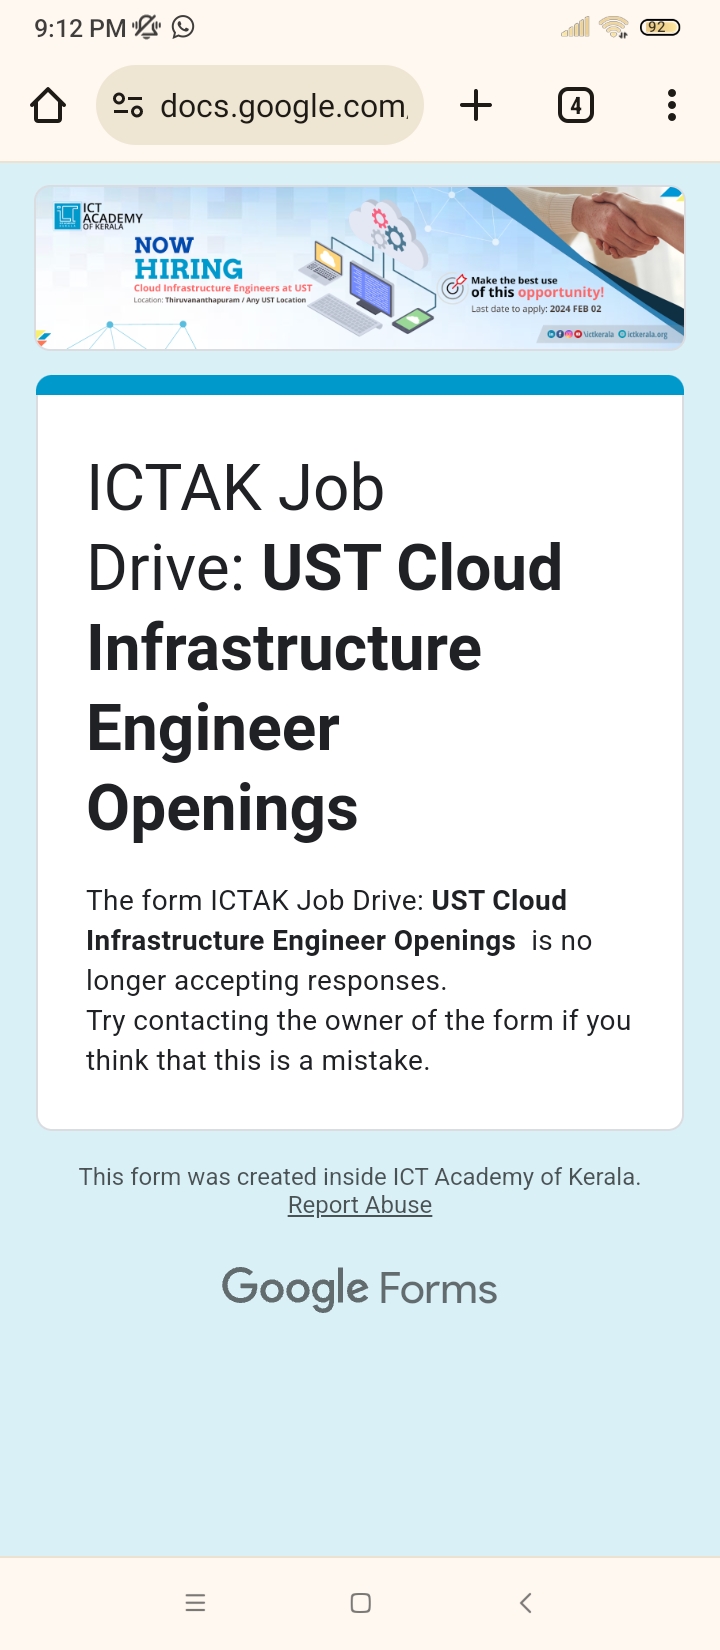 9:12 PM
92
docs.google.com/
4
ICT
ACADEMY
OF KERALA
NOW
HIRING
Cloud Infrastructure Engineers at UST
Location: Thiruvananthapuram / Any UST Location
Make the best use
of this opportunity!
Last date to apply: 2024 FEB 02
\ictkerala ictkerala.org
ICTAK Job
Drive: UST Cloud
Infrastructure
Engineer
Openings
The form ICTAK Job Drive: UST Cloud
Infrastructure Engineer Openings is no
longer accepting responses.
Try contacting the owner of the form if you
think that this is a mistake.
This form was created inside ICT Academy of Kerala.
Report Abuse
Google Forms